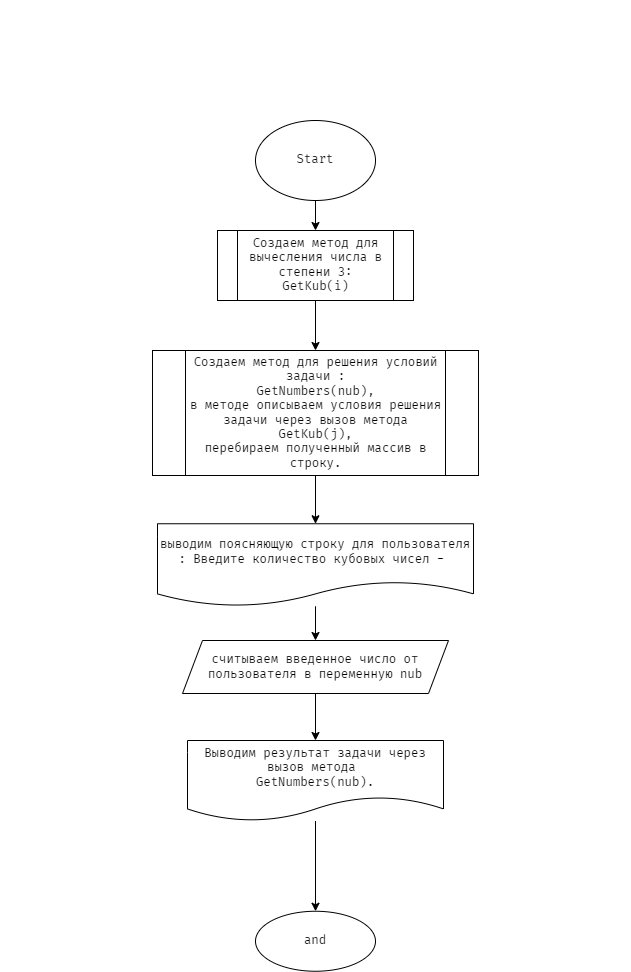 Start
Создаем метод для
вычесления числа в
степени 3:
GetKub(i)
Создаем метод для решения условий
задачи :
GetNumbers(nub),
в методе описываем условия решения
задачи через вызов метода
GetKub(j),
перебираем полученный массив в
строку.
выводим поясняющую строку для пользователя
: Введите количество кубовых чисел -
считываем введенное число от
пользователя в переменную nub
Выводим результат задачи через
вызов метода
GetNumbers(nub).
and